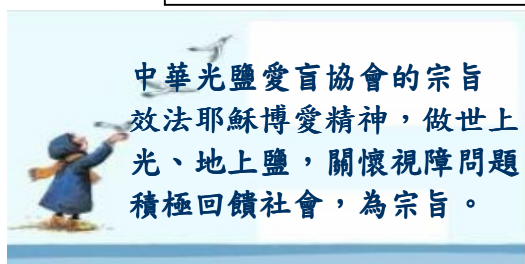 中華光鹽愛盲協會的宗旨
效法耶穌博愛精神，做世上
光、地上鹽，關懷視障問題
積極回饋社會，為宗旨。